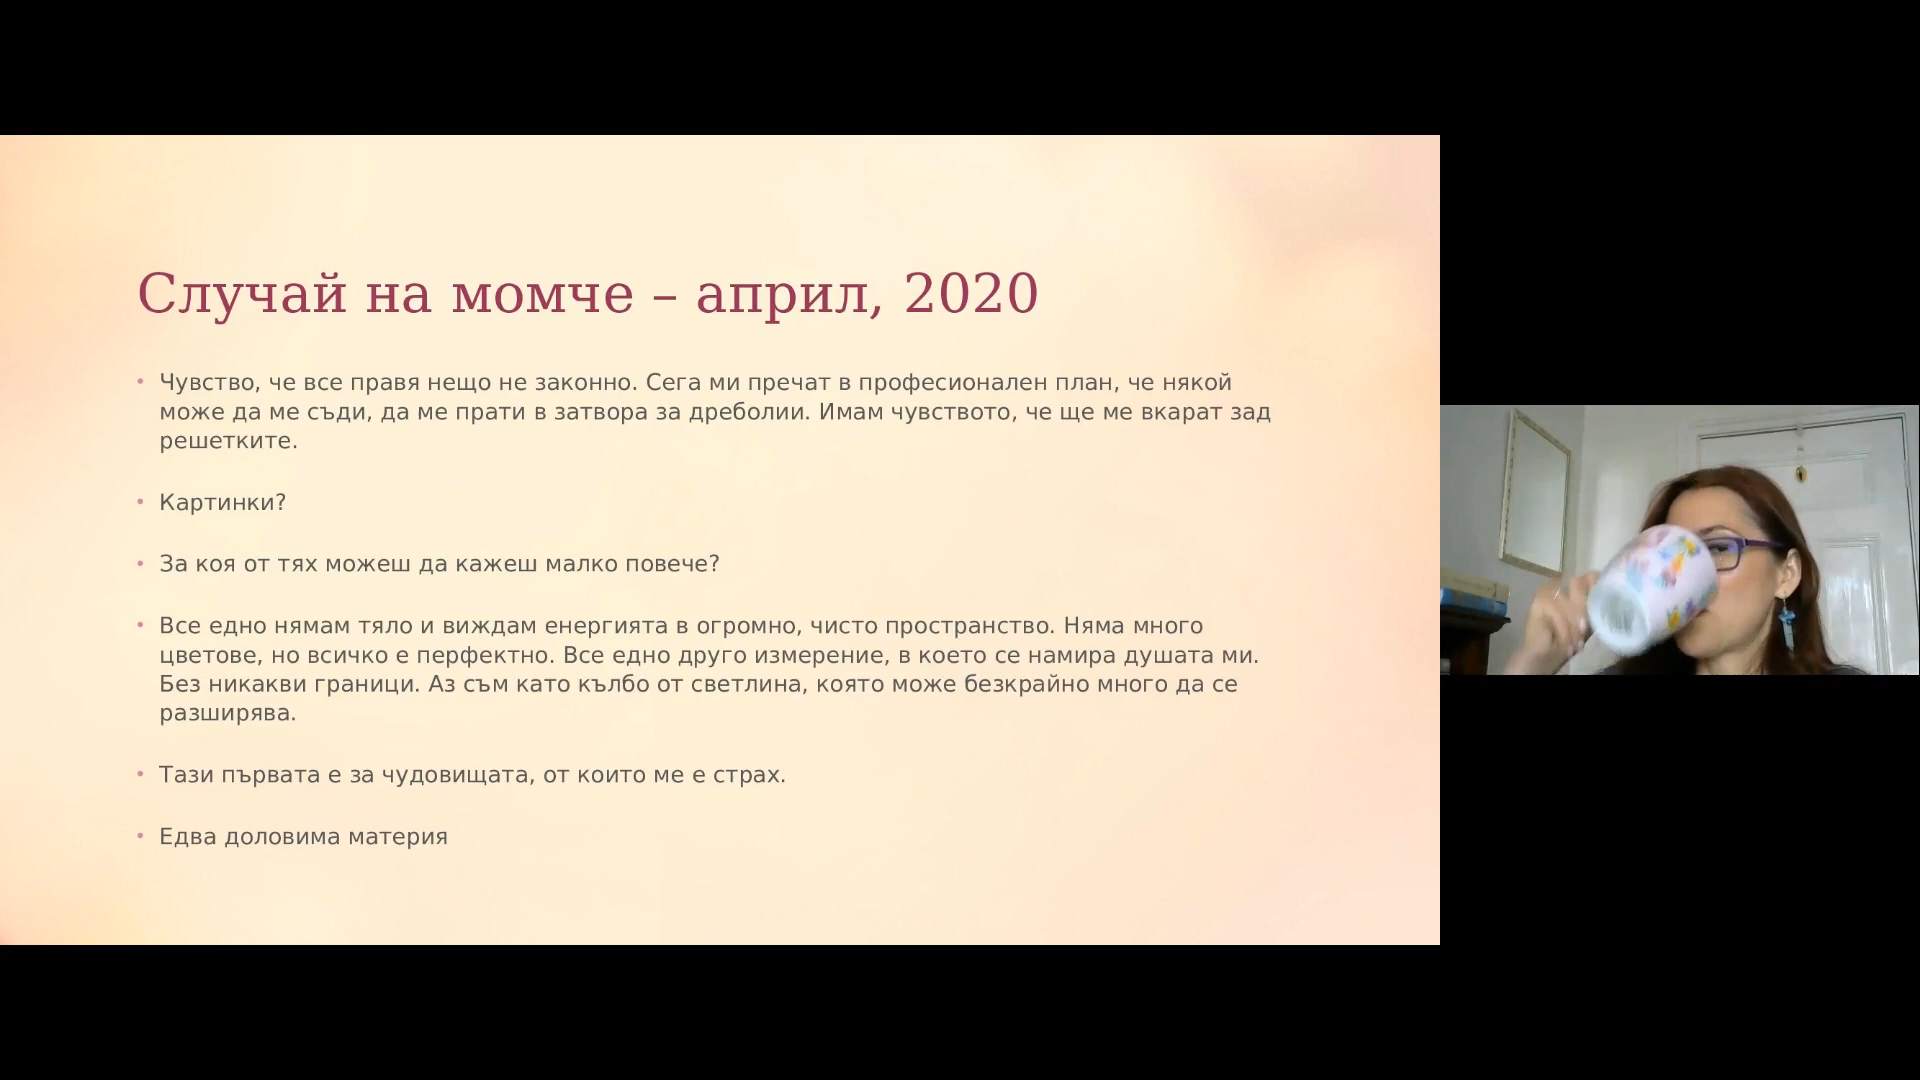 Случай на момче – април, 2020
• Чувство, че все правя нещо не законно. Сега ми пречат в професионален план, че някой
може да ме съди, да ме прати в затвора за дреболии. Имам чувството, че ще ме вкарат зад
решетките.
• Картинки?
• За коя от тях можеш да кажеш малко повече?
• Все едно нямам тяло и виждам енергията в огромно, чисто пространство. Няма много
цветове, но всичко е перфектно. Все едно друго измерение, в което се намира душата ми.
Без никакви граници. Аз съм като кълбо от светлина, която може безкрайно много да се
разширява.
• Тази първата е за чудовищата, от които ме е страх.
• Едва доловима материя